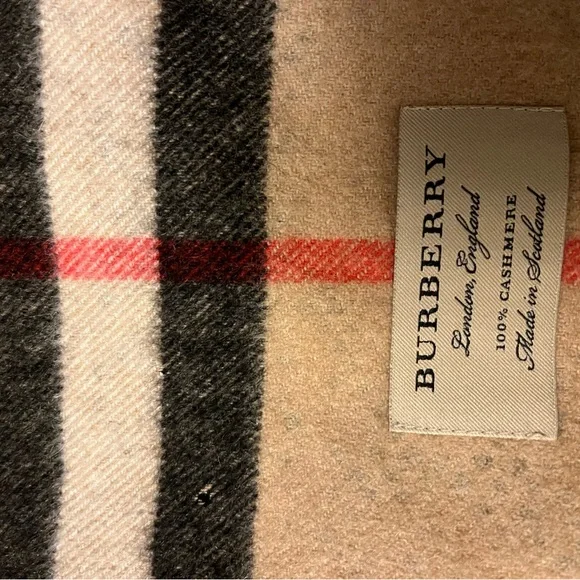 BURBERRY
London, England
100% CASHMERE
Made in Scotland